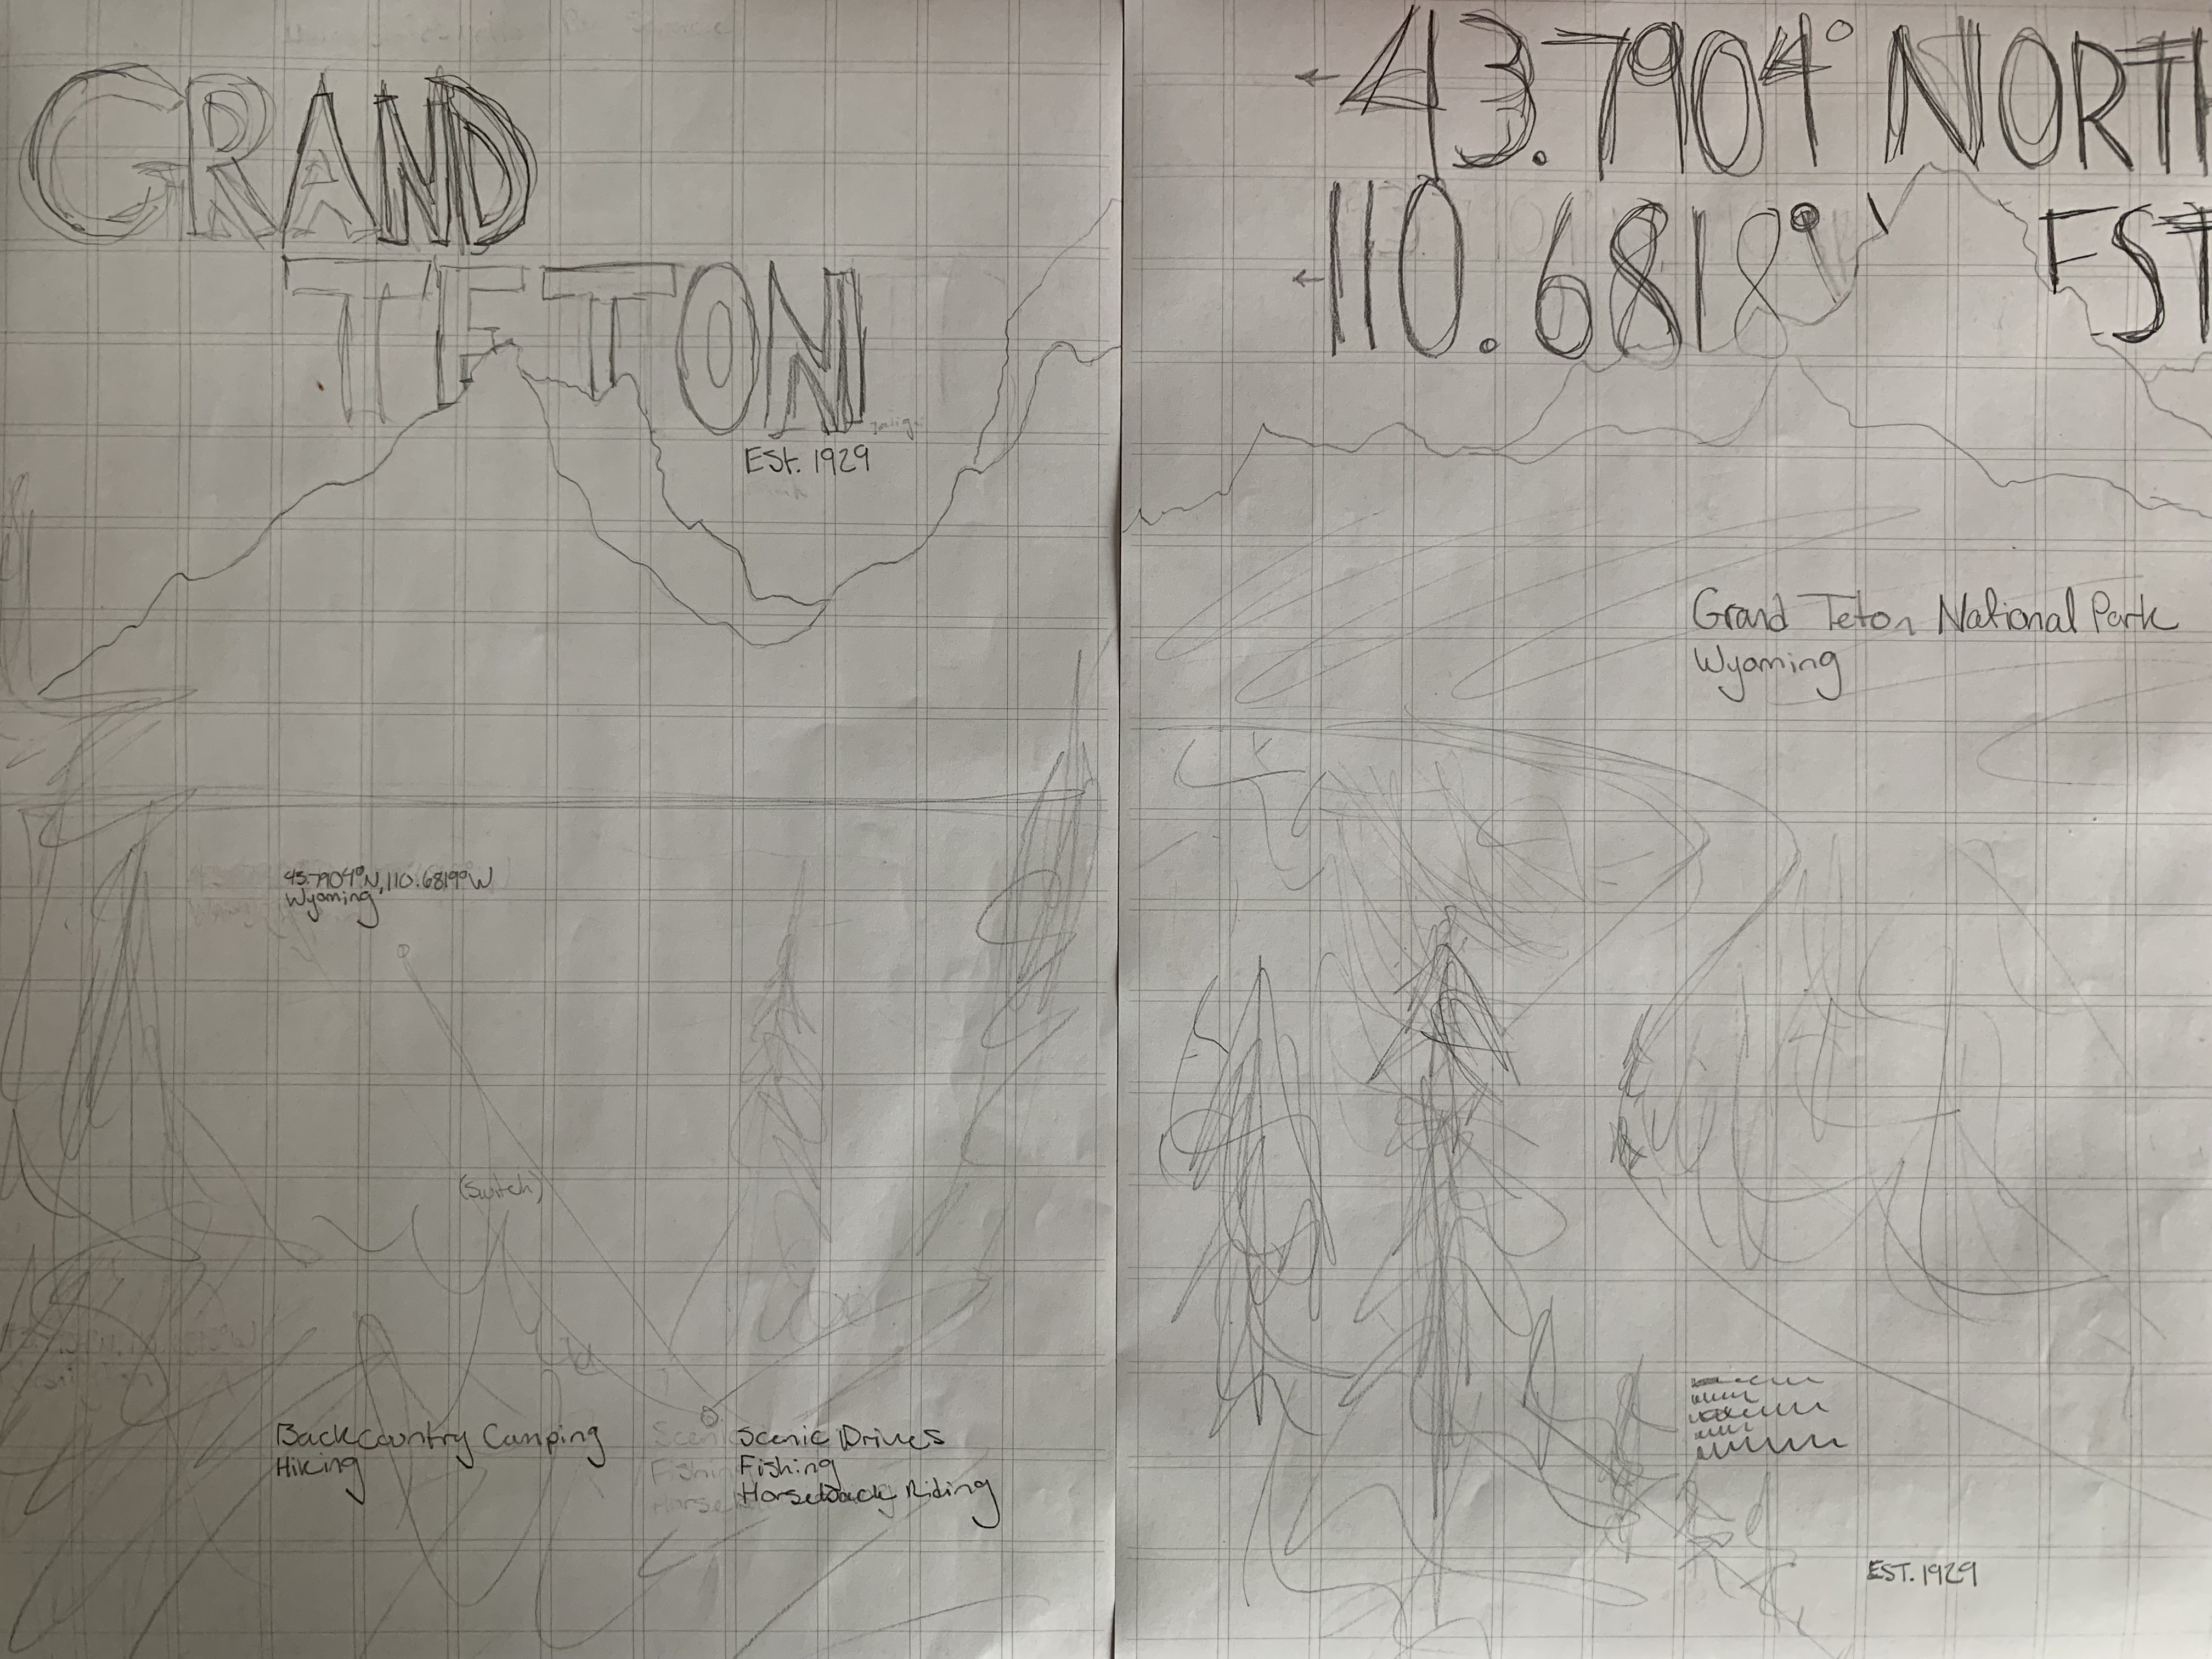 GRAND
TETON
Est. 1929
43.7904°N, 110.6819°W
Wyoming
(Switch)
Backcountry Camping
Hiking
Scenic Drives
Fishing
Horseback Riding
← 43.7904° NORTH
← 110.6818° EST
Grand Teton National Park
Wyoming
EST. 1929